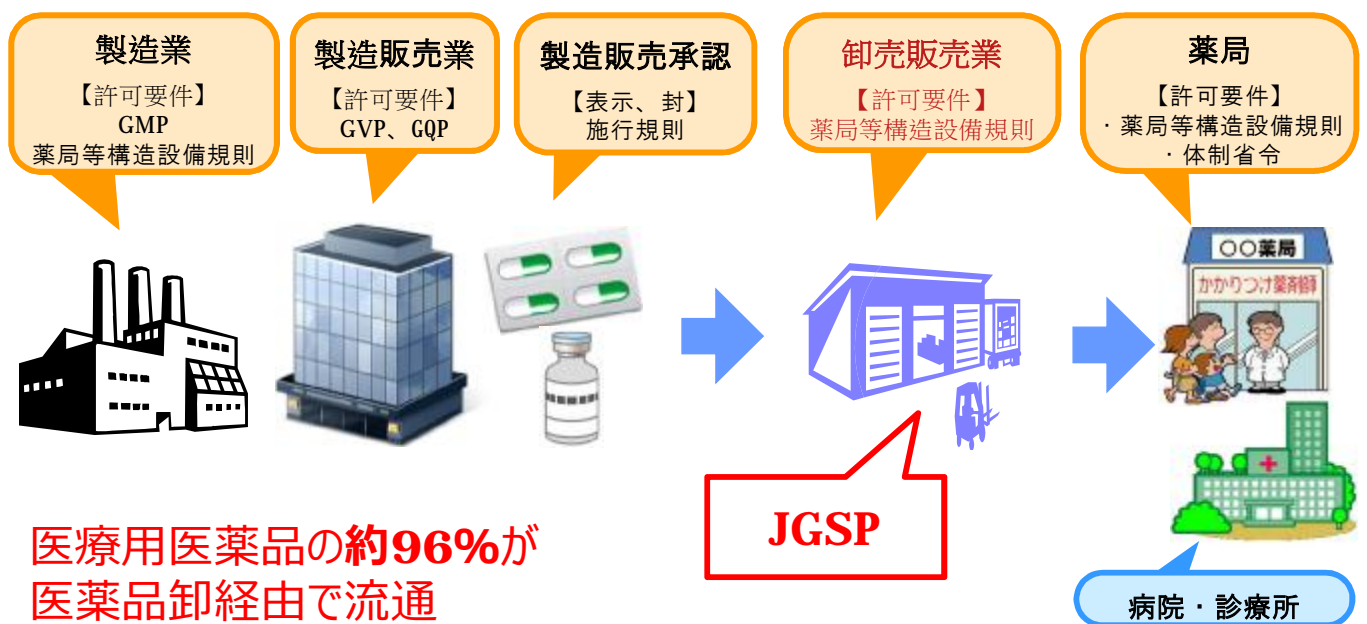 製造業
【許可要件】
GMP
薬局等構造設備規則
製造販売業
【許可要件】
GVP、GQP
製造販売承認
【表示、封】
施行規則
卸売販売業
【許可要件】
薬局等構造設備規則
薬局
【許可要件】
・薬局等構造設備規則
・体制省令
〇〇薬局
かかりつけ薬剤師
JGSP
医療用医薬品の約96%が
医薬品卸経由で流通
病院・診療所